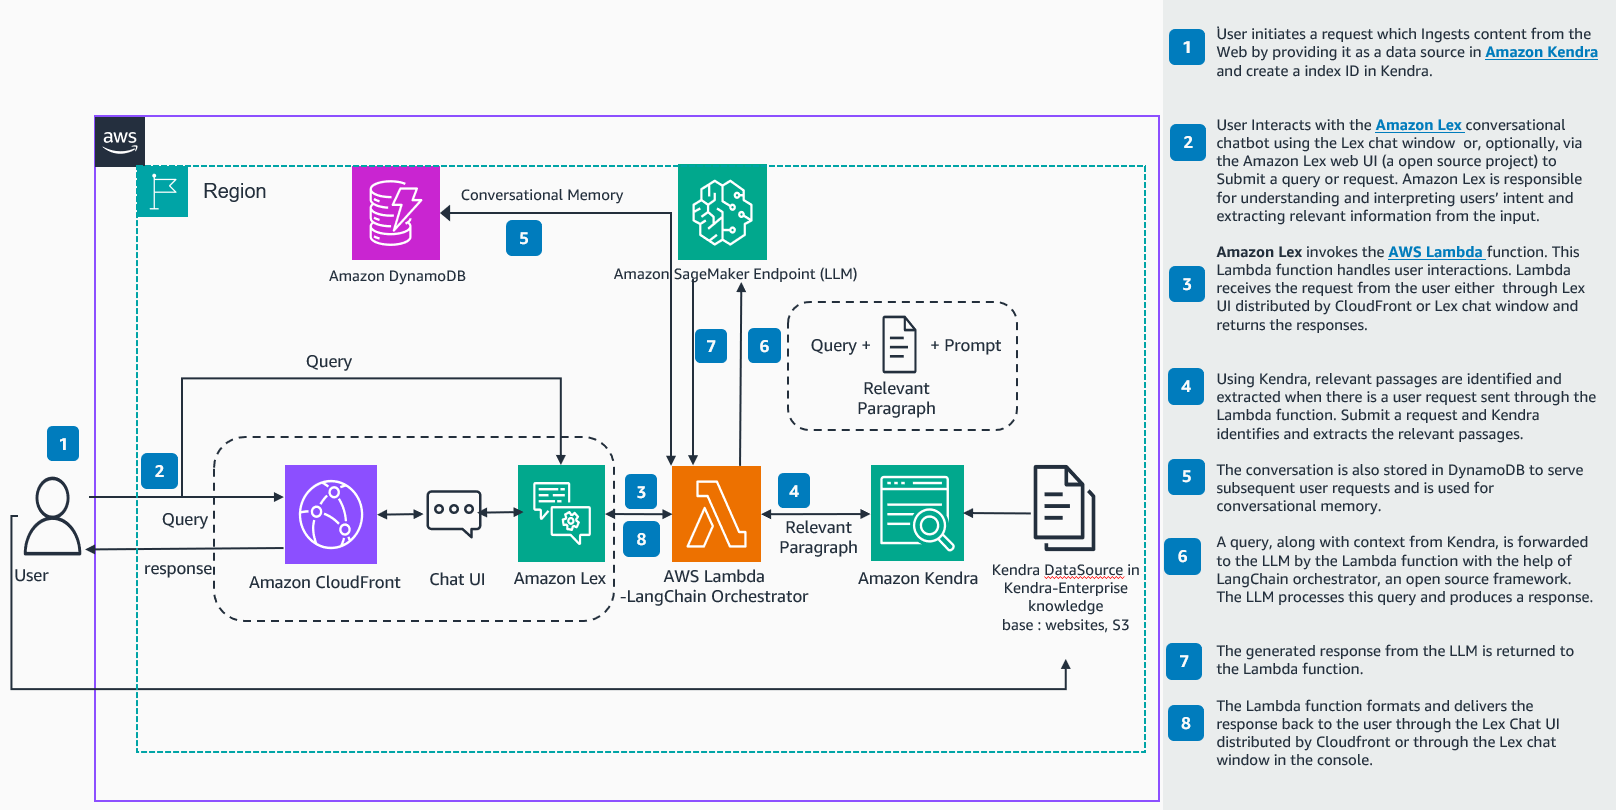 aws
Region
Conversational Memory
5
Amazon DynamoDB
Amazon SageMaker Endpoint (LLM)
7
6
Query +
+ Prompt
Relevant
Paragraph
Query
1
2
Query
response
User
Amazon CloudFront
Chat UI
Amazon Lex
3
8
AWS Lambda
-LangChain Orchestrator
4
Relevant
Paragraph
Amazon Kendra
Kendra DataSource in
Kendra-Enterprise
knowledge
base : websites, S3
1
User initiates a request which Ingests content from the
Web by providing it as a data source in Amazon Kendra
and create a index ID in Kendra.
2
User Interacts with the Amazon Lex conversational
chatbot using the Lex chat window or, optionally, via
the Amazon Lex web UI (a open source project) to
Submit a query or request. Amazon Lex is responsible
for understanding and interpreting users' intent and
extracting relevant information from the input.
3
Amazon Lex invokes the AWS Lambda function. This
Lambda function handles user interactions. Lambda
receives the request from the user either through Lex
UI distributed by CloudFront or Lex chat window and
returns the responses.
4
Using Kendra, relevant passages are identified and
extracted when there is a user request sent through the
Lambda function. Submit a request and Kendra
identifies and extracts the relevant passages.
5
The conversation is also stored in DynamoDB to serve
subsequent user requests and is used for
conversational memory.
6
A query, along with context from Kendra, is forwarded
to the LLM by the Lambda function with the help of
LangChain orchestrator, an open source framework.
The LLM processes this query and produces a response.
7
The generated response from the LLM is returned to
the Lambda function.
8
The Lambda function formats and delivers the
response back to the user through the Lex Chat UI
distributed by Cloudfront or through the Lex chat
window in the console.